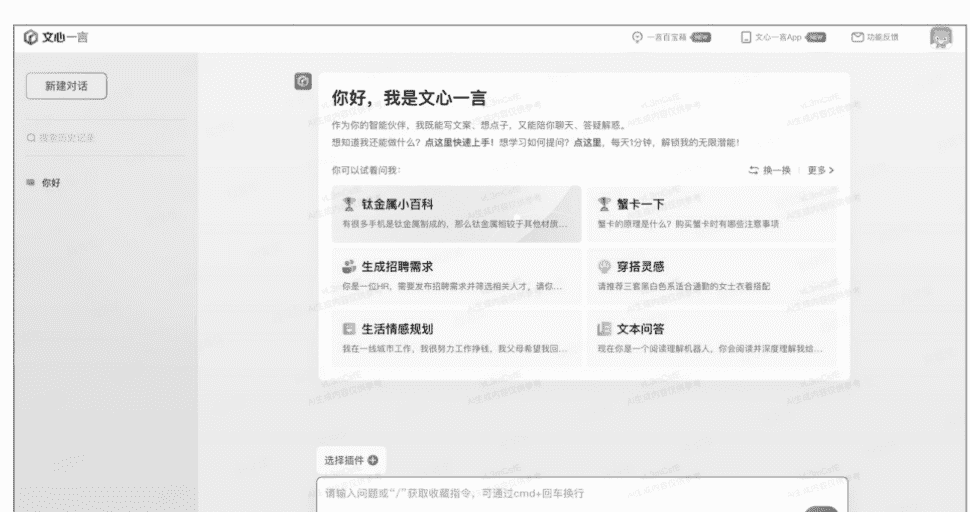 文心一言
一言百宝箱 NEW
文心一言App NEW
功能反馈
新建对话
搜索历史记录
你好
你好，我是文心一言
作为你的智能伙伴，我既能写文案、想点子，又能陪你聊天、答疑解惑。
想知道我还能做什么？点这里快速上手！想学习如何提问？点这里，每天1分钟，解锁我的无限潜能！
你可以试着问我：
换一换
更多
钛金属小百科
有很多手机是钛金属制成的，那么钛金属相较于其他材质...
蟹卡一下
蟹卡的原理是什么？购买蟹卡时有哪些注意事项
生成招聘需求
你是一位HR，需要发布招聘需求并筛选相关人才，请你...
穿搭灵感
请推荐三套黑白色系适合通勤的女士衣着搭配
生活情感规划
我在一线城市工作，我很努力工作挣钱，我父母希望我回...
文本问答
现在你是一个阅读理解机器人，你会阅读并深度理解我给...
选择插件
请输入问题或“/”获取收藏指令，可通过cmd+回车换行